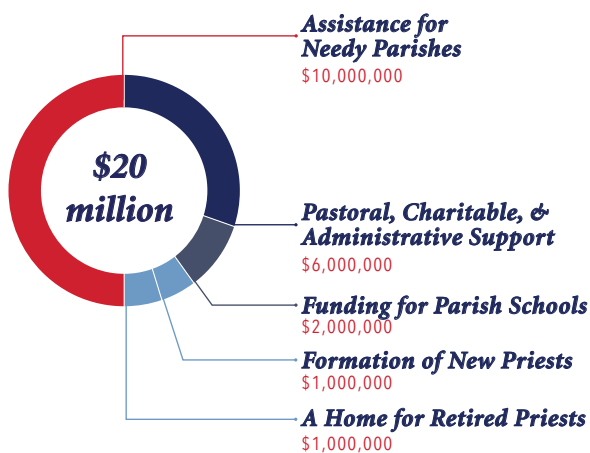 Assistance for
Needy Parishes
$10,000,000
$20
million
Pastoral, Charitable, &
Administrative Support
$6,000,000
Funding for Parish Schools
$2,000,000
Formation of New Priests
$1,000,000
A Home for Retired Priests
$1,000,000